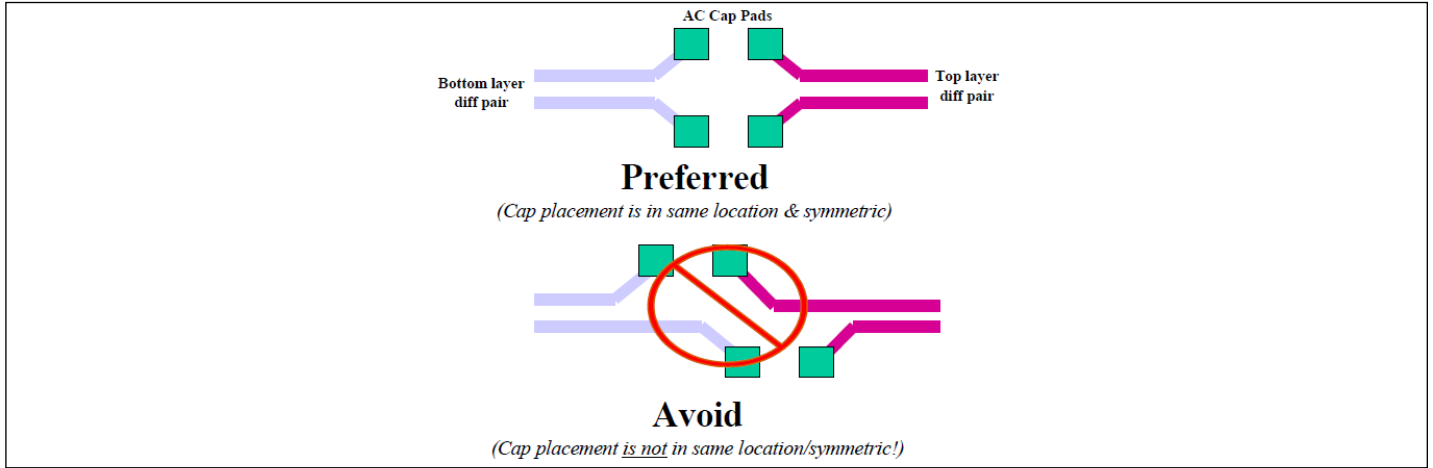 AC Cap Pads
Bottom layer
diff pair
Top layer
diff pair
Preferred
(Cap placement is in same location & symmetric)
Avoid
(Cap placement is not in same location/symmetric!)